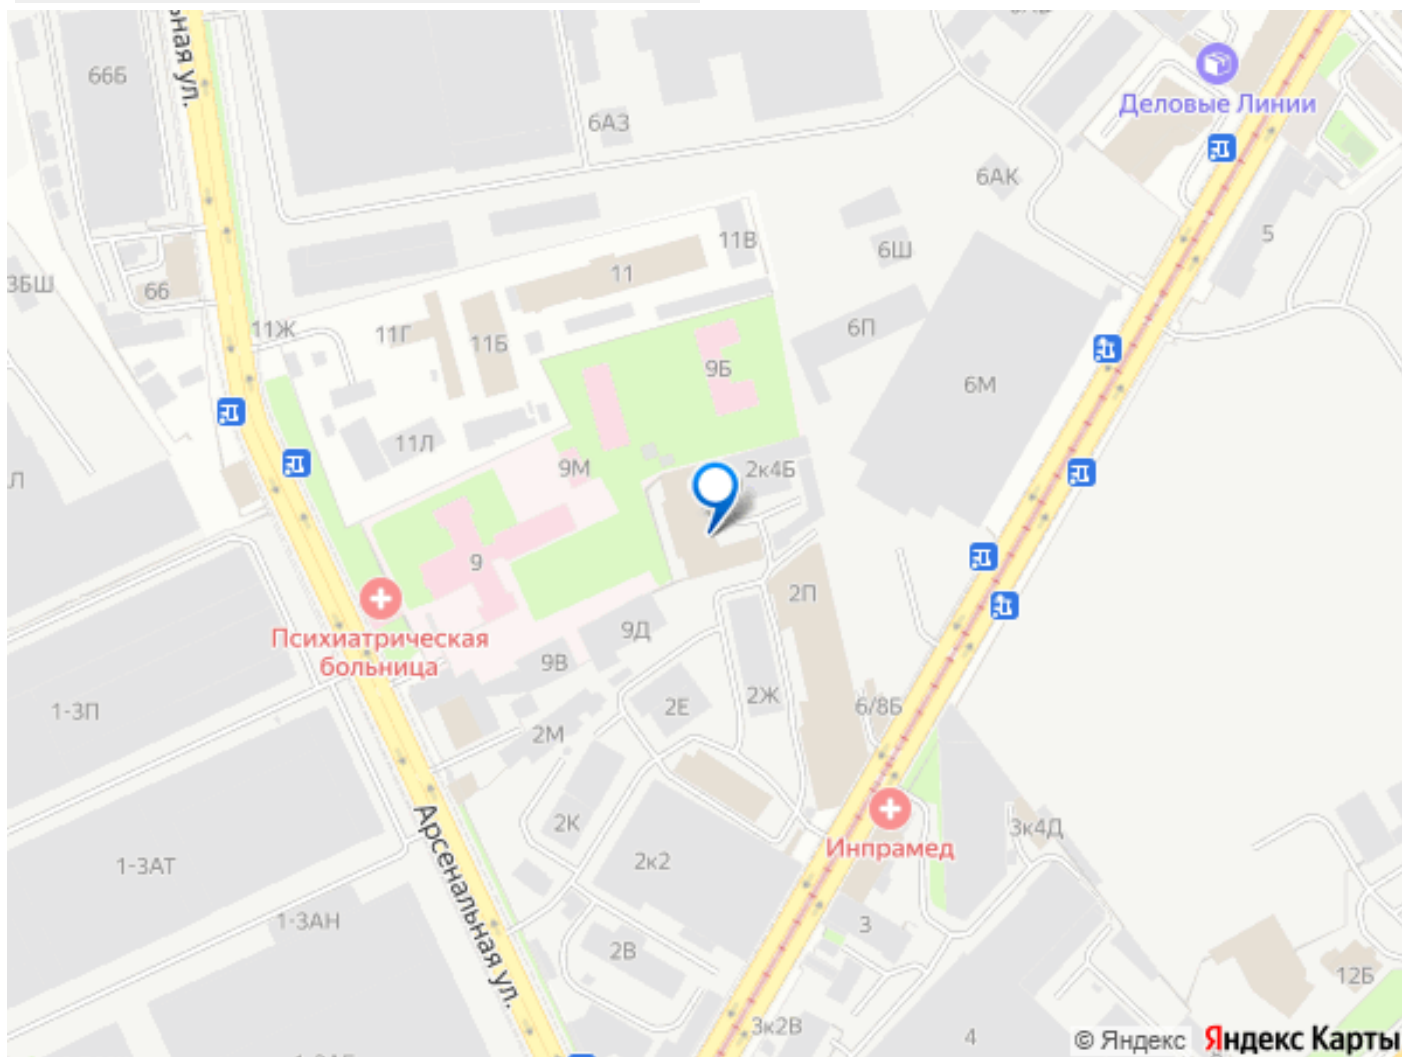 ьная ул.
66Б
6АЗ
Деловые Линии
6АК
5
11В
6Ш
11
3БШ
66
11Ж
11Г
11Б
6П
9Б
6М
11Л
9М
2к4Б
9
2П
Психиатрическая
больница
9Д
9В
2Ж
2Е
6/8Б
1-3П
2М
2К
Инпрамед
3к4Д
2к2
1-3АТ
Арсенальная ул.
1-3АН
3
2В
12Б
3к2В
4
© Яндекс
Яндекс Карты